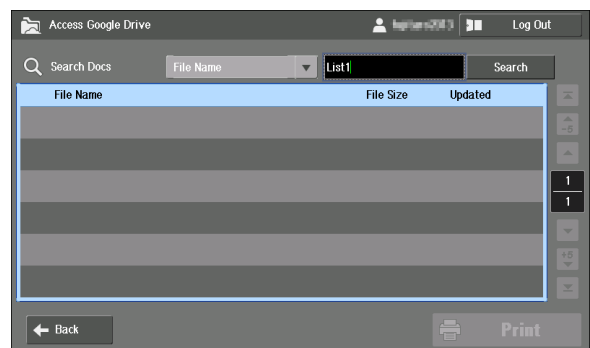 Access Google Drive Log Out
Search Docs File Name List1 Search
File Name File Size Updated
-5
1
1
+5
Back Print